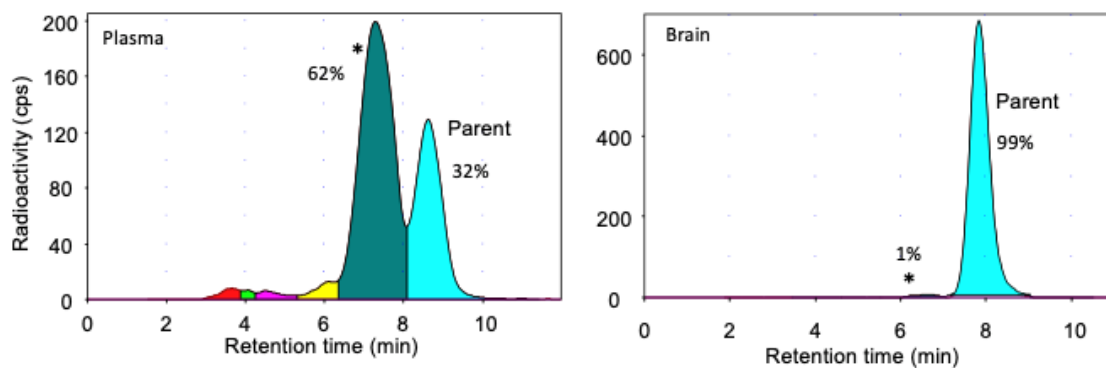 Plasma
*
62%
Parent
32%
Radioactivity (cps)
200
160
120
80
40
0
0 2 4 6 8 10
Retention time (min)
Brain
Parent
99%
1%
*
600
400
200
0
0 2 4 6 8 10
Retention time (min)